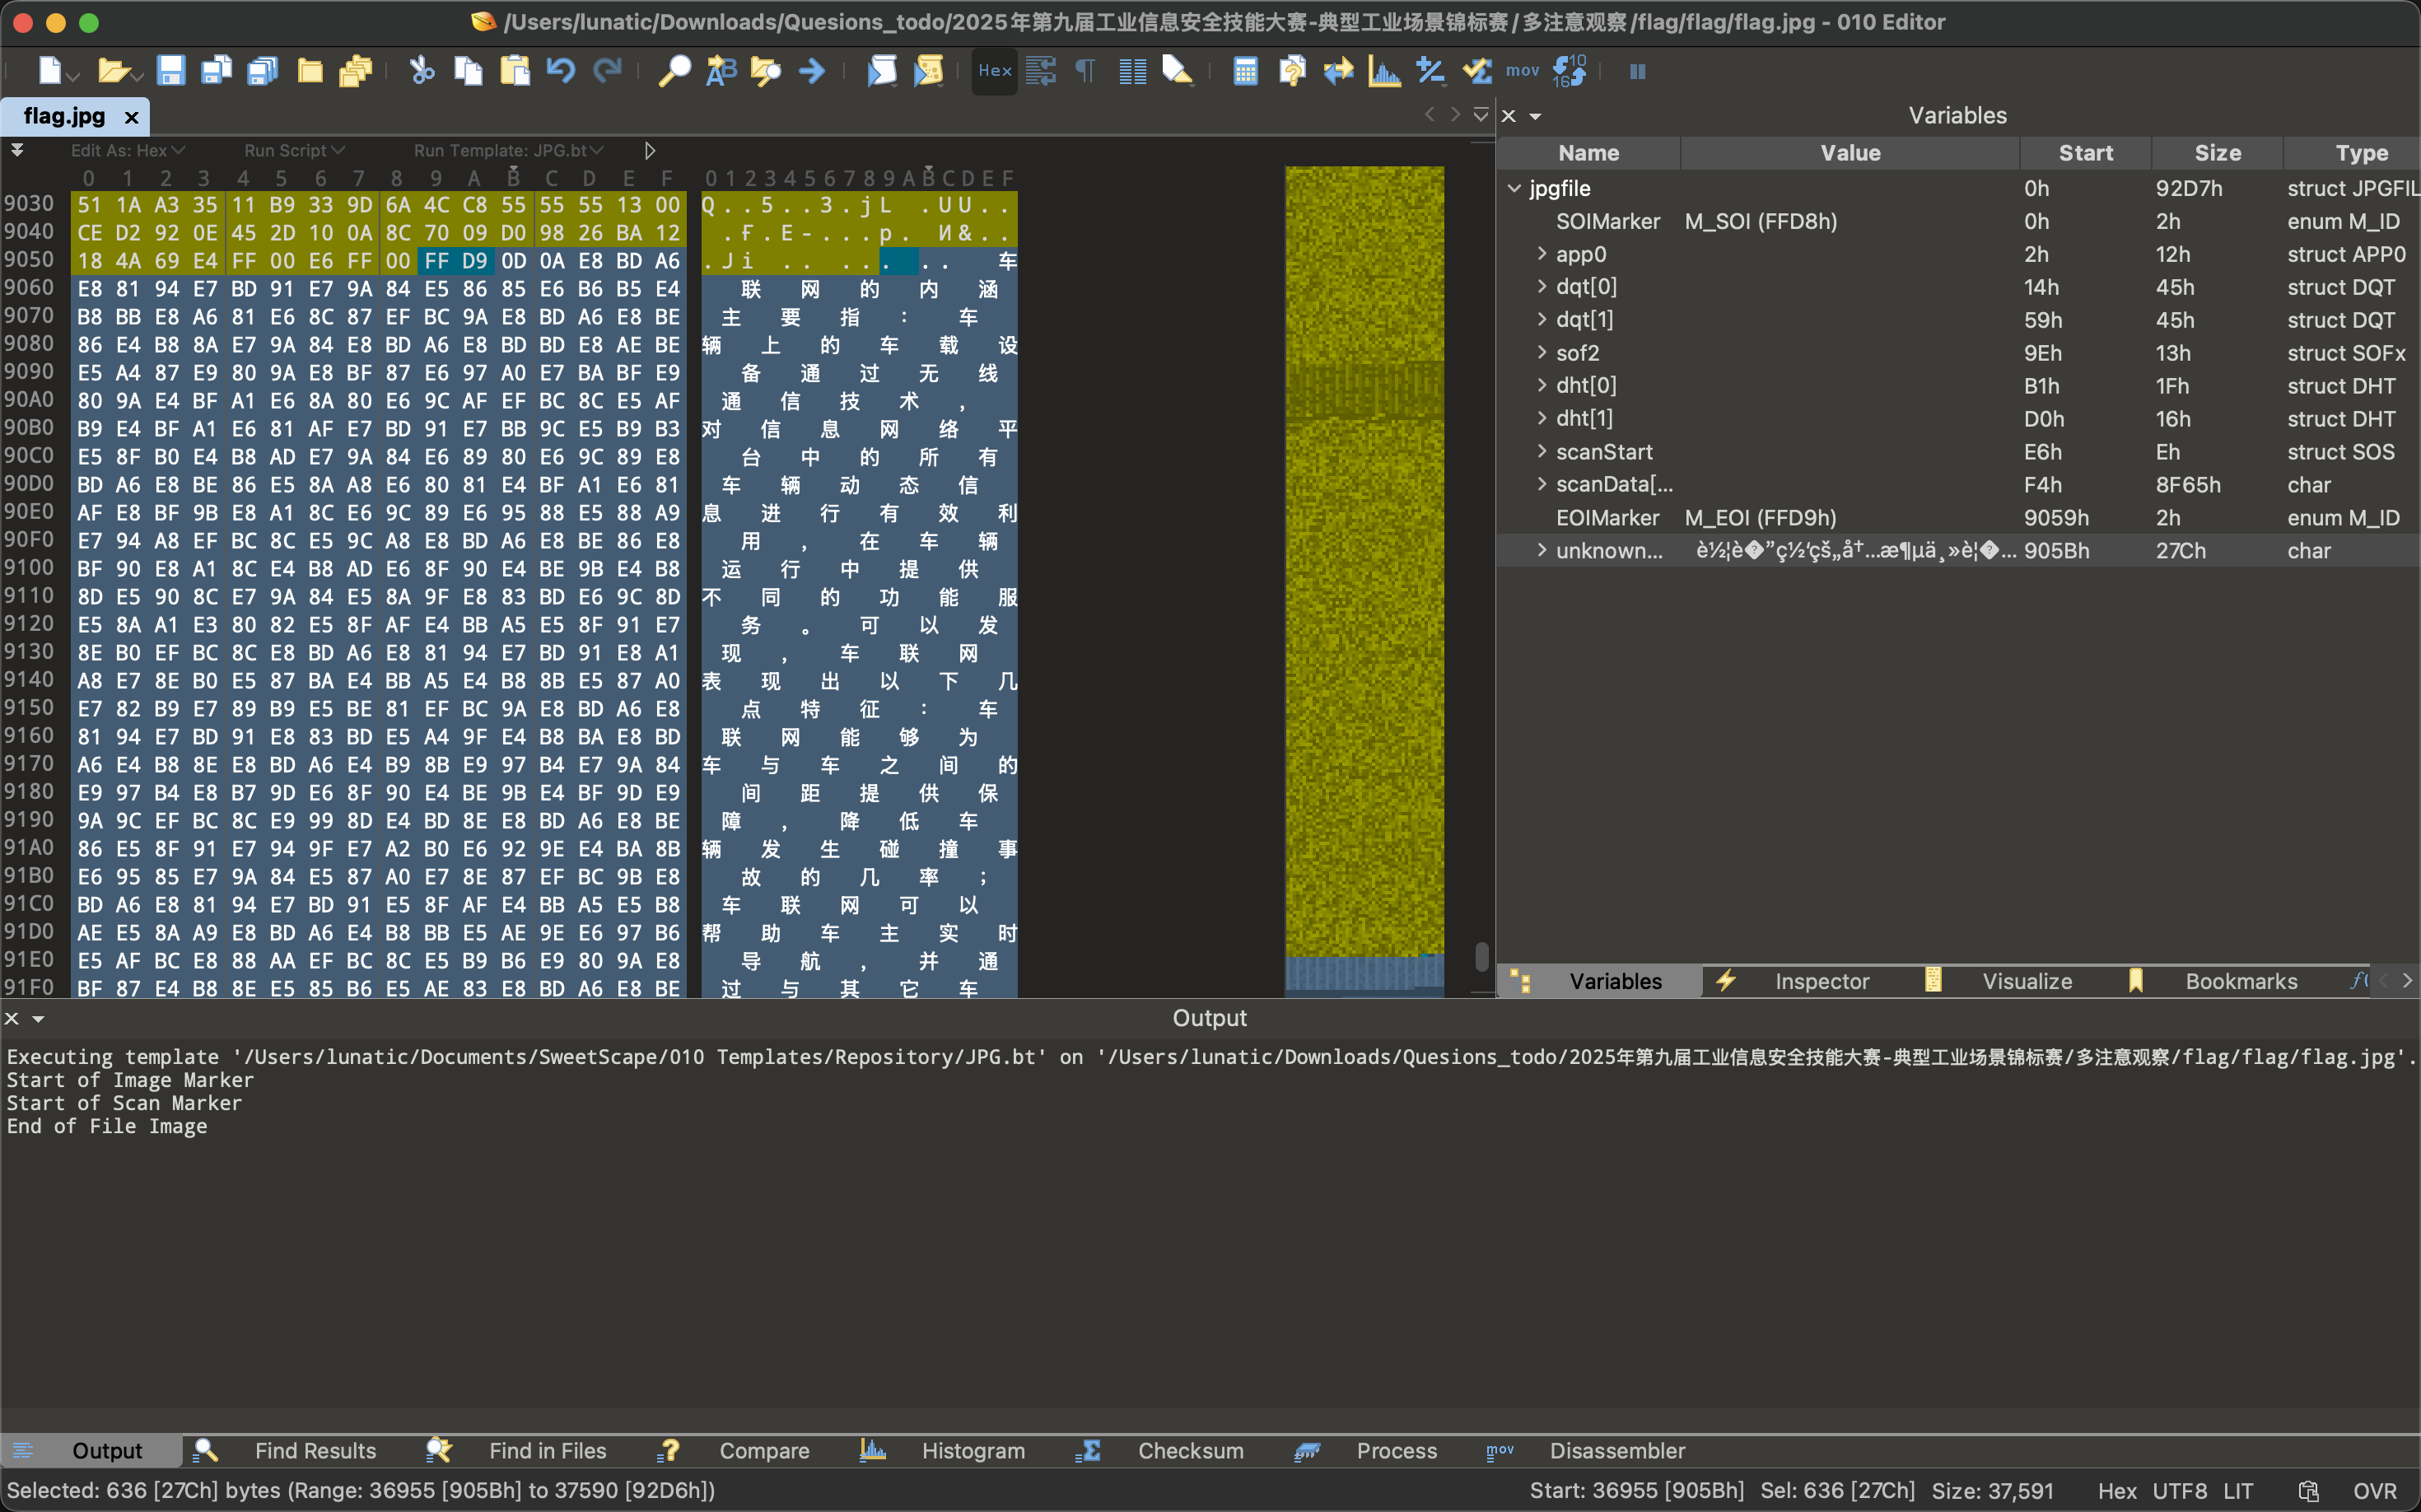 /Users/lunatic/Downloads/Quesions_todo/2025年第九届工业信息安全技能大赛-典型工业场景锦标赛/多注意观察/flag/flag/flag.jpg - 010 Editor
Hex
mov
flag.jpg
Edit As: Hex Run Script Run Template: JPG.bt
0 1 2 3 4 5 6 7 8 9 A B C D E F 0123456789ABCDEF
9030 51 1A A3 35 11 B9 33 9D 6A 4C C8 55 55 55 13 00 Q..5..3.jL .UU..
9040 CE D2 92 0E 45 2D 10 0A 8C 70 09 D0 98 26 BA 12 .F.E-...p. И&..
9050 18 4A 69 E4 FF 00 E6 FF 00 FF D9 0D 0A E8 BD A6 .Ji .. .. . .. 车
9060 E8 81 94 E7 BD 91 E7 9A 84 E5 86 85 E6 B6 B5 E4 联 网 的 内 涵
9070 B8 BB E8 A6 81 E6 8C 87 EF BC 9A E8 BD A6 E8 BE 主 要 指 : 车
9080 86 E4 B8 8A E7 9A 84 E8 BD A6 E8 BD BD E8 AE BE 辆 上 的 车 载 设
9090 E5 A4 87 E9 80 9A E8 BF 87 E6 97 A0 E7 BA BF E9 备 通 过 无 线
90A0 80 9A E4 BF A1 E6 8A 80 E6 9C AF EF BC 8C E5 AF 通 信 技 术 ,
90B0 B9 E4 BF A1 E6 81 AF E7 BD 91 E7 BB 9C E5 B9 B3 对 信 息 网 络 平
90C0 E5 8F B0 E4 B8 AD E7 9A 84 E6 89 80 E6 9C 89 E8 台 中 的 所 有
90D0 BD A6 E8 BE 86 E5 8A A8 E6 80 81 E4 BF A1 E6 81 车 辆 动 态 信
90E0 AF E8 BF 9B E8 A1 8C E6 9C 89 E6 95 88 E5 88 A9 息 进 行 有 效 利
90F0 E7 94 A8 EF BC 8C E5 9C A8 E8 BD A6 E8 BE 86 E8 用 , 在 车 辆
9100 BF 90 E8 A1 8C E4 B8 AD E6 8F 90 E4 BE 9B E4 B8 运 行 中 提 供
9110 8D E5 90 8C E7 9A 84 E5 8A 9F E8 83 BD E6 9C 8D 不 同 的 功 能 服
9120 E5 8A A1 E3 80 82 E5 8F AF E4 BB A5 E5 8F 91 E7 务 。 可 以 发
9130 8E B0 EF BC 8C E8 BD A6 E8 81 94 E7 BD 91 E8 A1 现 , 车 联 网
9140 A8 E7 8E B0 E5 87 BA E4 BB A5 E4 B8 8B E5 87 A0 表 现 出 以 下 几
9150 E7 82 B9 E7 89 B9 E5 BE 81 EF BC 9A E8 BD A6 E8 点 特 征 : 车
9160 81 94 E7 BD 91 E8 83 BD E5 A4 9F E4 B8 BA E8 BD 联 网 能 够 为
9170 A6 E4 B8 8E E8 BD A6 E4 B9 8B E9 97 B4 E7 9A 84 车 与 车 之 间 的
9180 E9 97 B4 E8 B7 9D E6 8F 90 E4 BE 9B E4 BF 9D E9 间 距 提 供 保
9190 9A 9C EF BC 8C E9 99 8D E4 BD 8E E8 BD A6 E8 BE 障 , 降 低 车
91A0 86 E5 8F 91 E7 94 9F E7 A2 B0 E6 92 9E E4 BA 8B 辆 发 生 碰 撞 事
91B0 E6 95 85 E7 9A 84 E5 87 A0 E7 8E 87 EF BC 9B E8 故 的 几 率 ;
91C0 BD A6 E8 81 94 E7 BD 91 E5 8F AF E4 BB A5 E5 B8 车 联 网 可 以
91D0 AE E5 8A A9 E8 BD A6 E4 B8 BB E5 AE 9E E6 97 B6 帮 助 车 主 实 时
91E0 E5 AF BC E8 88 AA EF BC 8C E5 B9 B6 E9 80 9A E8 导 航 , 并 通
91F0 BF 87 E4 B8 8E E5 85 B6 E5 AE 83 E8 BD A6 E8 BE 过 与 其 它 车
Variables
Name Value Start Size Type
jpgfile 0h 92D7h struct JPGFIL
SOIMarker M_SOI (FFD8h) 0h 2h enum M_ID
app0 2h 12h struct APP0
dqt[0] 14h 45h struct DQT
dqt[1] 59h 45h struct DQT
sof2 9Eh 13h struct SOFx
dht[0] B1h 1Fh struct DHT
dht[1] D0h 16h struct DHT
scanStart E6h Eh struct SOS
scanData[... F4h 8F65h char
EOIMarker M_EOI (FFD9h) 9059h 2h enum M_ID
unknown... è½¦è�”ç½‘çš„å†…æ¶µä¸»è¦�... 905Bh 27Ch char
Variables Inspector Visualize Bookmarks
Output
Executing template '/Users/lunatic/Documents/SweetScape/010 Templates/Repository/JPG.bt' on '/Users/lunatic/Downloads/Quesions_todo/2025年第九届工业信息安全技能大赛-典型工业场景锦标赛/多注意观察/flag/flag/flag.jpg'.
Start of Image Marker
Start of Scan Marker
End of File Image
Output Find Results Find in Files Compare Histogram Checksum Process mov Disassembler
Selected: 636 [27Ch] bytes (Range: 36955 [905Bh] to 37590 [92D6h]) Start: 36955 [905Bh] Sel: 636 [27Ch] Size: 37,591 Hex UTF8 LIT OVR